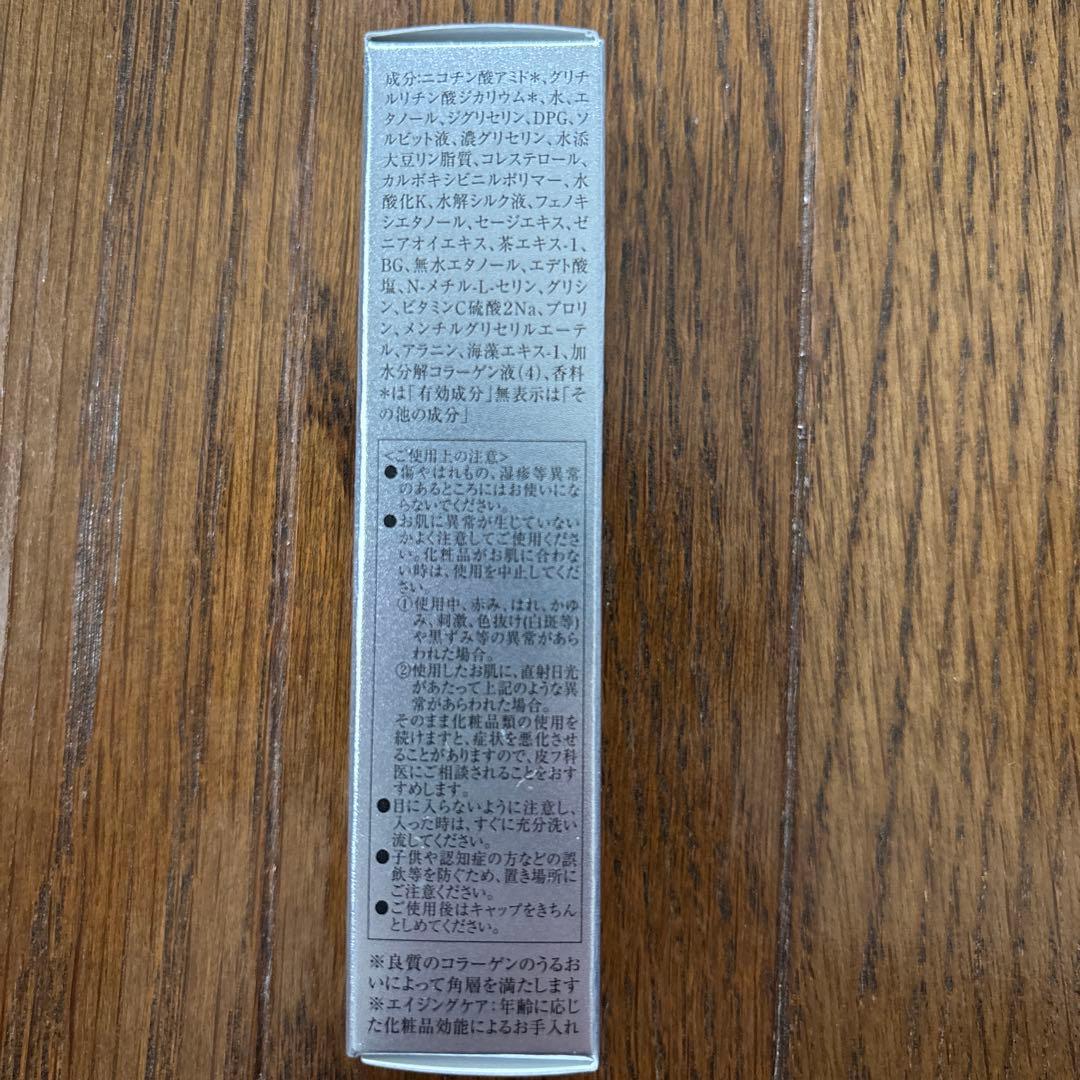 成分:ニコチン酸アミド*、グリチ
ルリチン酸ジカリウム*、水、エ
タノール、ジグリセリン、DPG、ソ
ルビット液、濃グリセリン、水添
大豆リン脂質、コレステロール、
カルボキシビニルポリマー、水
酸化K、水解シルク液、フェノキ
シエタノール、セージエキス、ゼ
ニアオイエキス、茶エキス-1、
BG、無水エタノール、エデト酸
塩、N-メチル-L-セリン、グリシ
ン、ビタミンC硫酸2Na、プロリ
ン、メンチルグリセリルエーテ
ル、アラニン、海藻エキス-1、加
水分解コラーゲン液(4)、香料
*は「有効成分」無表示は「そ
の他の成分」
<ご使用上の注意>
●傷やはれもの、湿疹等異常
のあるところにはお使いにな
らないでください。
●お肌に異常が生じていない
かよく注意してご使用くださ
い。化粧品がお肌に合わな
い時は、使用を中止してくだ
さい
①使用中、赤み、はれ、かゆ
み、刺激、色抜け(白斑等)
や黒ずみ等の異常があら
われた場合。
②使用したお肌に、直射日光
があたって上記のような異
常があらわれた場合。
そのまま化粧品類の使用を
続けますと、症状を悪化させ
ることがありますので、皮フ科
医にご相談されることをおす
すめします。
●目に入らないように注意し、
入った時は、すぐに充分洗い
流してください。
●子供や認知症の方などの誤
飲等を防ぐため、置き場所に
ご注意ください。
●ご使用後はキャップをきちん
としめてください。
※良質のコラーゲンのうるお
いによって角層を満たします
※エイジングケア:年齢に応じ
た化粧品効能によるお手入れ